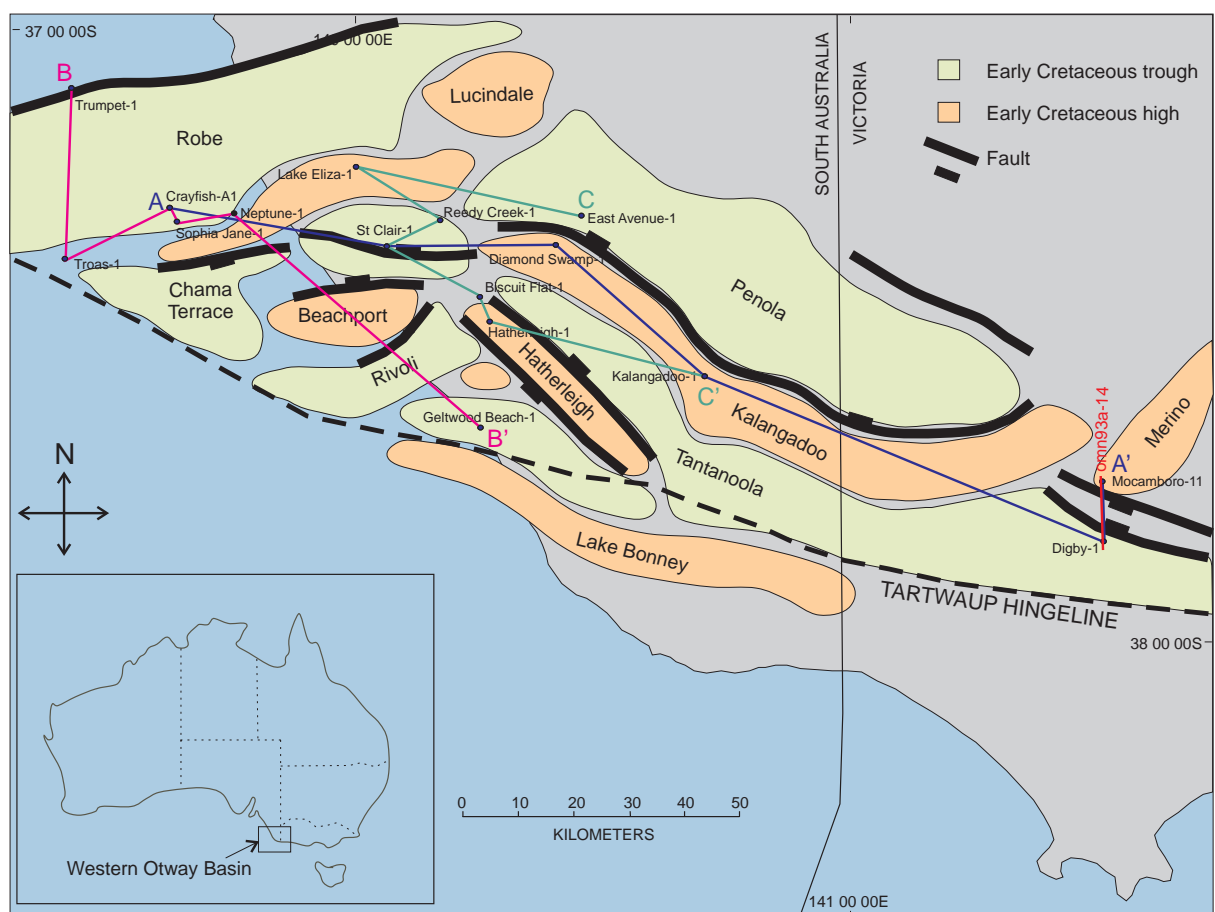 37 00 00S
140 00 00E
B
Trumpet-1
Robe
Lucindale
SOUTH AUSTRALIA
VICTORIA
Early Cretaceous trough
Early Cretaceous high
Fault
Lake Eliza-1
A
Crayfish-A1
Neptune-1
Sophia Jane-1
Reedy Creek-1
St Clair-1
C
East Avenue-1
Troas-1
Diamond Swamp-1
Chama
Terrace
Biscuit Flat-1
Beachport
Penola
Hatherleigh-1
Rivoli
Hatherleigh
Kalangadoo-1
C'
Geltwood Beach-1
B'
Kalangadoo
Merino
omn93a-14
N
Tantanoola
A'
Mocamboro-11
Lake Bonney
Digby-1
TARTWAUP HINGELINE
38 00 00S
0 10 20 30 40 50
KILOMETERS
Western Otway Basin
141 00 00E